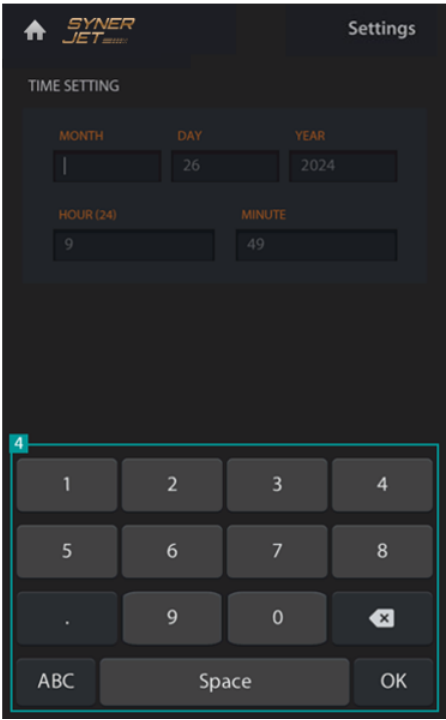 SYNER
JET
Settings
TIME SETTING
MONTH DAY YEAR
26 2024
HOUR (24) MINUTE
9 49
4
1 2 3 4
5 6 7 8
. 9 0
ABC Space OK